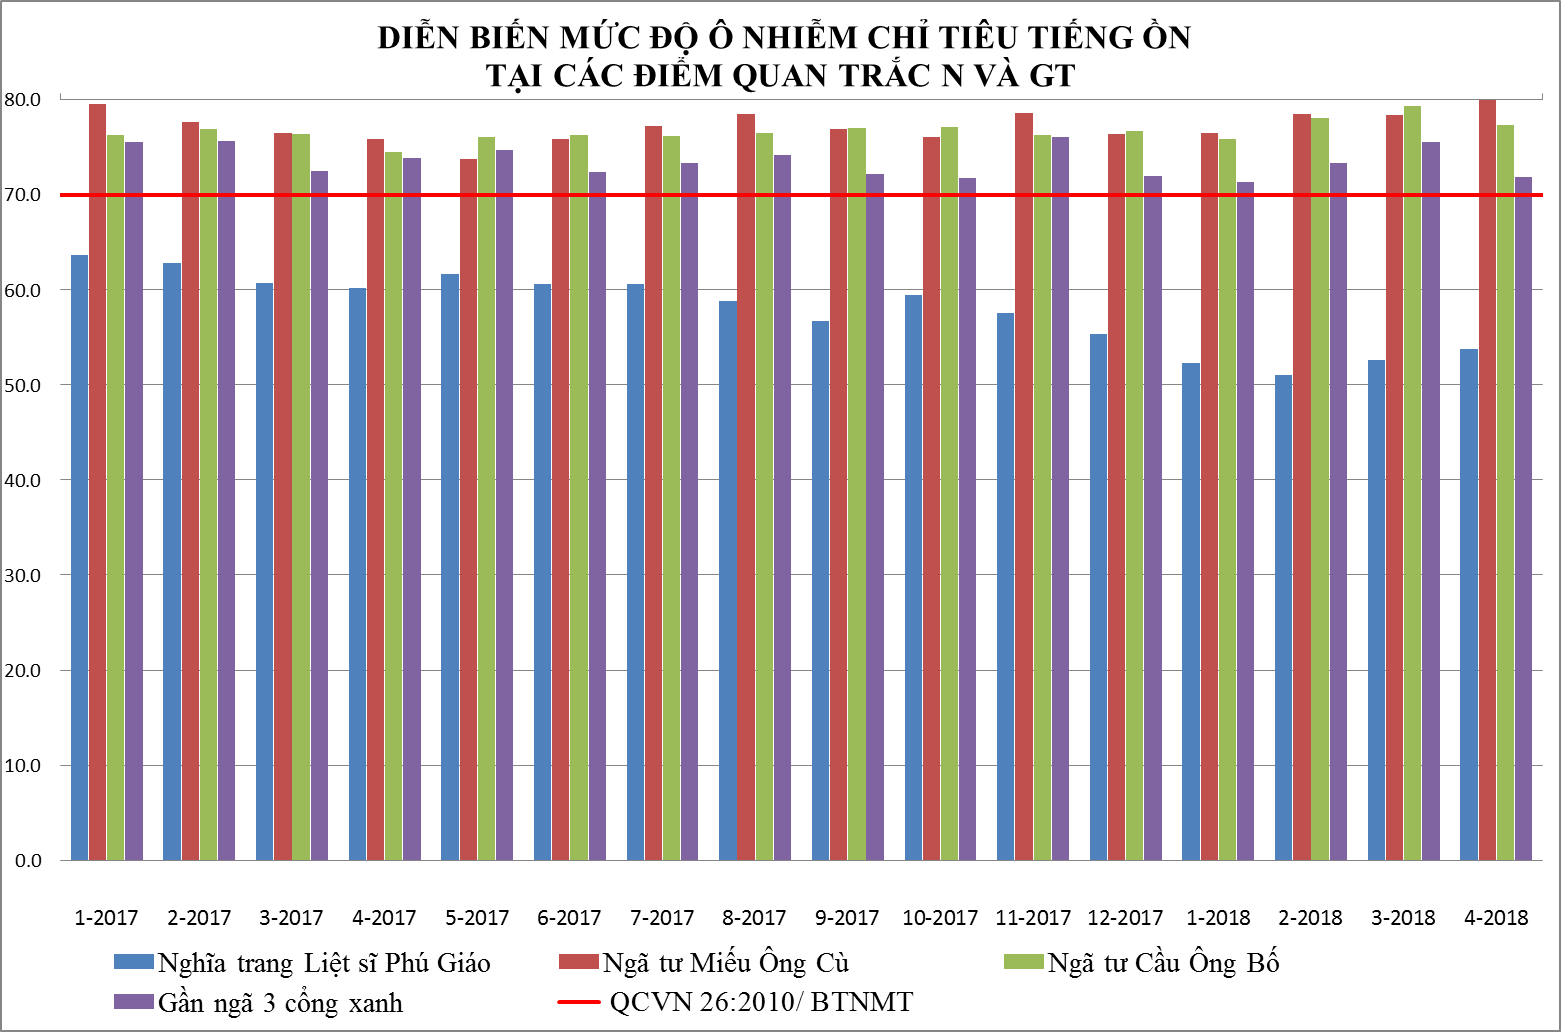 DIỄN BIẾN MỨC ĐỘ Ô NHIỄM CHỈ TIÊU TIẾNG ỒN
TẠI CÁC ĐIỂM QUAN TRẮC N VÀ GT
80.0
70.0
60.0
50.0
40.0
30.0
20.0
10.0
0.0
1-2017 2-2017 3-2017 4-2017 5-2017 6-2017 7-2017 8-2017 9-2017 10-2017 11-2017 12-2017 1-2018 2-2018 3-2018 4-2018
Nghĩa trang Liệt sĩ Phú Giáo Ngã tư Miếu Ông Cù Ngã tư Cầu Ông Bố
Gần ngã 3 cổng xanh QCVN 26:2010/ BTNMT